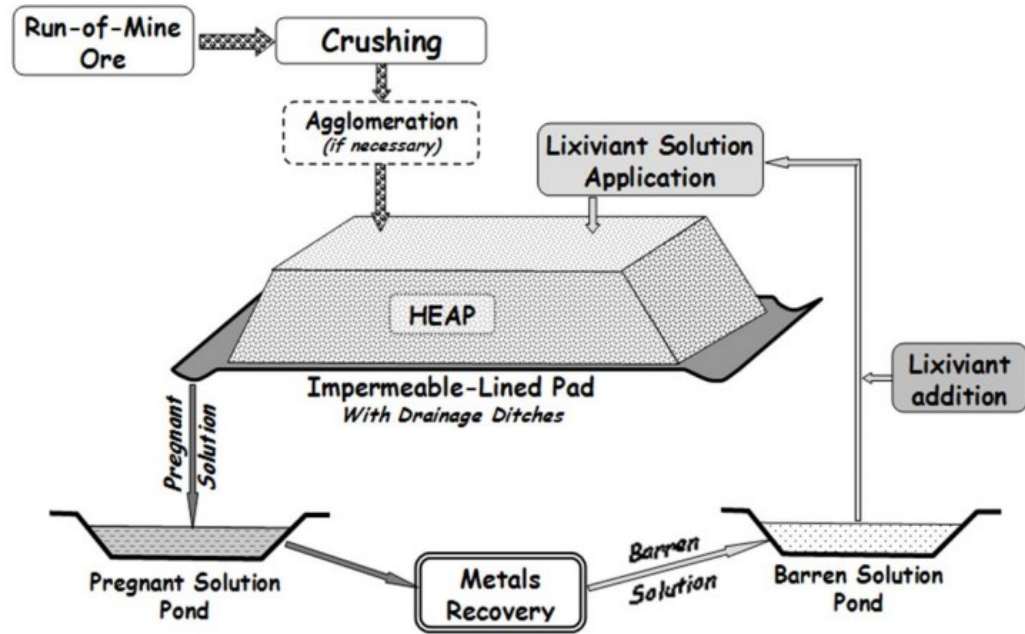 Run-of-Mine
Ore
Crushing
Agglomeration
(if necessary)
Lixiviant Solution
Application
HEAP
Impermeable-Lined Pad
With Drainage Ditches
Lixiviant
addition
Pregnant
Solution
Pregnant Solution
Pond
Metals
Recovery
Barren
Solution
Barren Solution
Pond